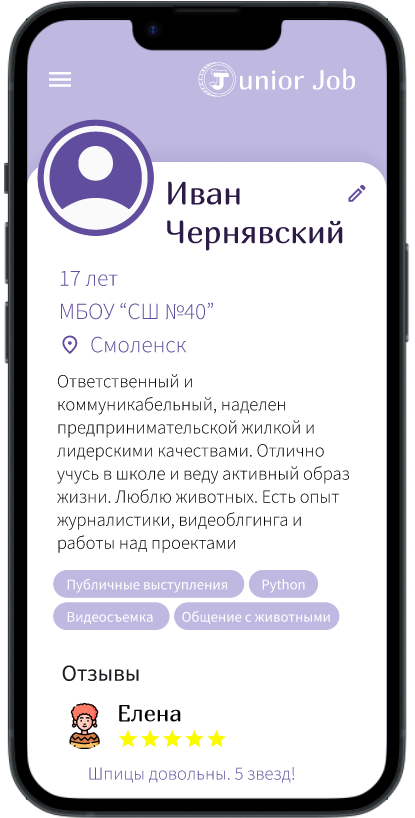 Junior Job
Иван
Чернявский
17 лет
МБОУ “СШ №40”
Смоленск
Ответственный и
коммуникабельный, наделен
предпринимательской жилкой и
лидерскими качествами. Отлично
учусь в школе и веду активный образ
жизни. Люблю животных. Есть опыт
журналистики, видеоблгинга и
работы над проектами
Публичные выступления Python
Видеосъемка Общение с животными
Отзывы
Елена
Шпицы довольны. 5 звезд!